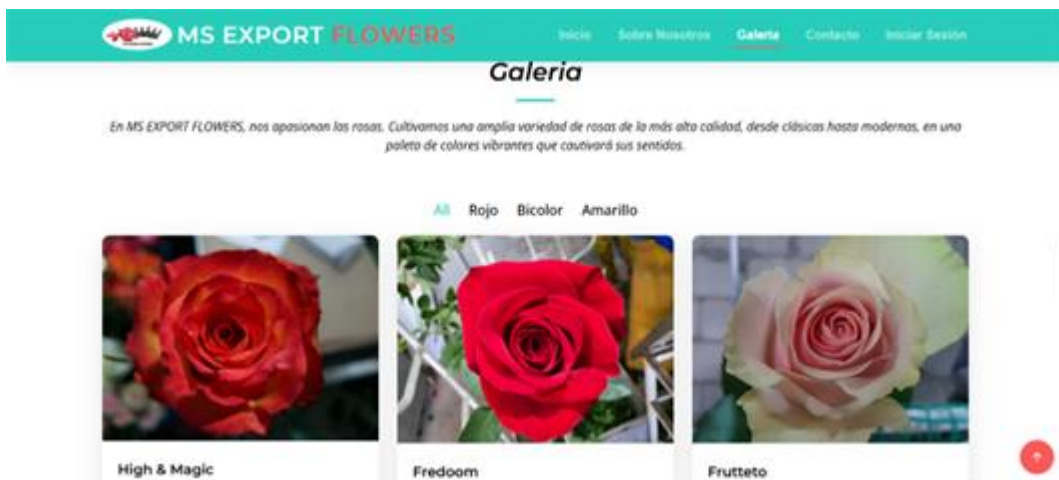 MS EXPORT FLOWERS
Inicio Sobre Nosotros Galeria Contacto Iniciar Sesión
Galeria
En MS EXPORT FLOWERS, nos apasionan las rosas. Cultivamos una amplia variedad de rosas de la más alta calidad, desde clásicas hasta modernas, en una
paleta de colores vibrantes que cautivará sus sentidos.
All Rojo Bicolor Amarillo
High & Magic
Fredoom
Frutteto